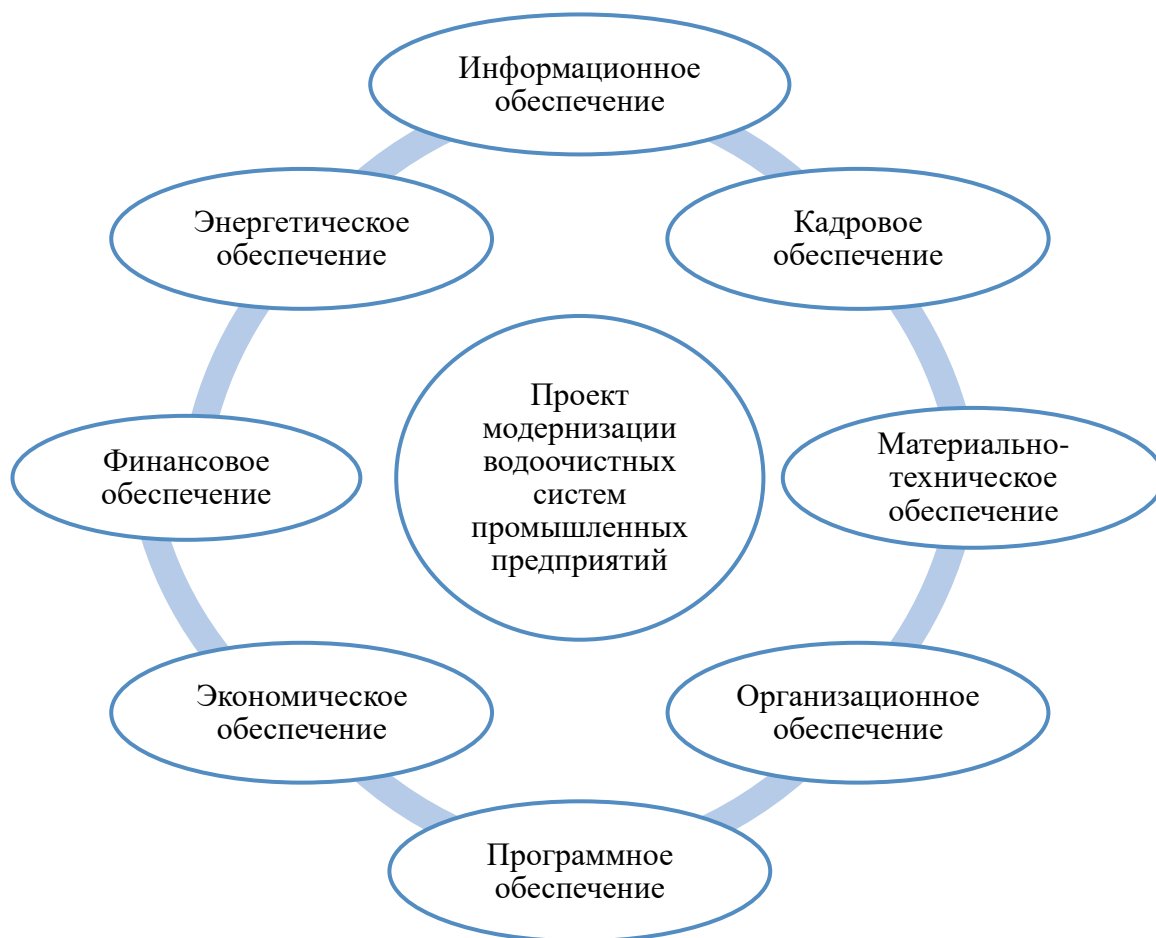 Информационное
обеспечение
Энергетическое
обеспечение
Кадровое
обеспечение
Проект
модернизации
водоочистных
систем
промышленных
предприятий
Финансовое
обеспечение
Материально-
техническое
обеспечение
Экономическое
обеспечение
Организационное
обеспечение
Программное
обеспечение